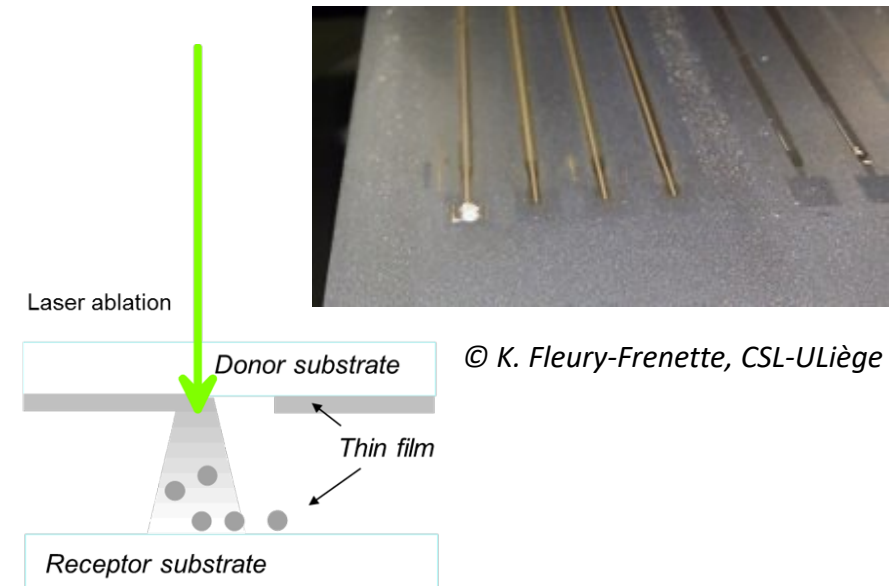 Laser ablation
© K. Fleury-Frenette, CSL-ULiège
Donor substrate
Thin film
Receptor substrate